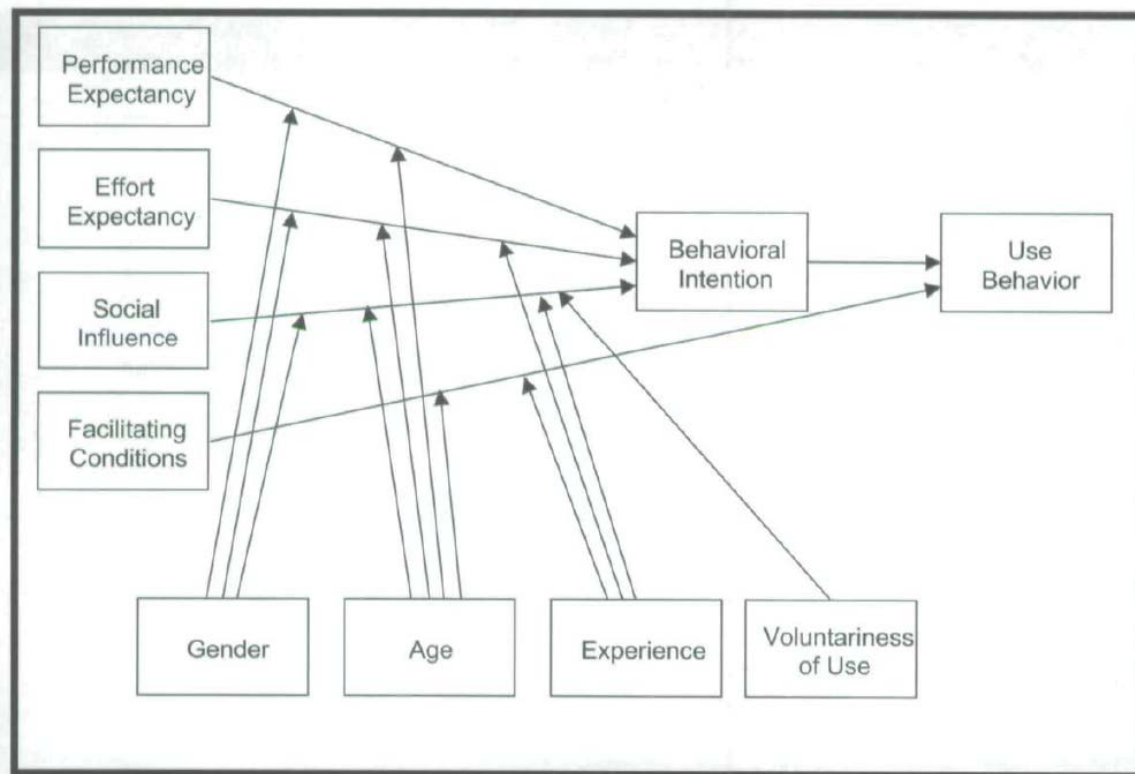 Performance
Expectancy
Effort
Expectancy
Social
Influence
Facilitating
Conditions
Behavioral
Intention
Use
Behavior
Gender
Age
Experience
Voluntariness
of Use